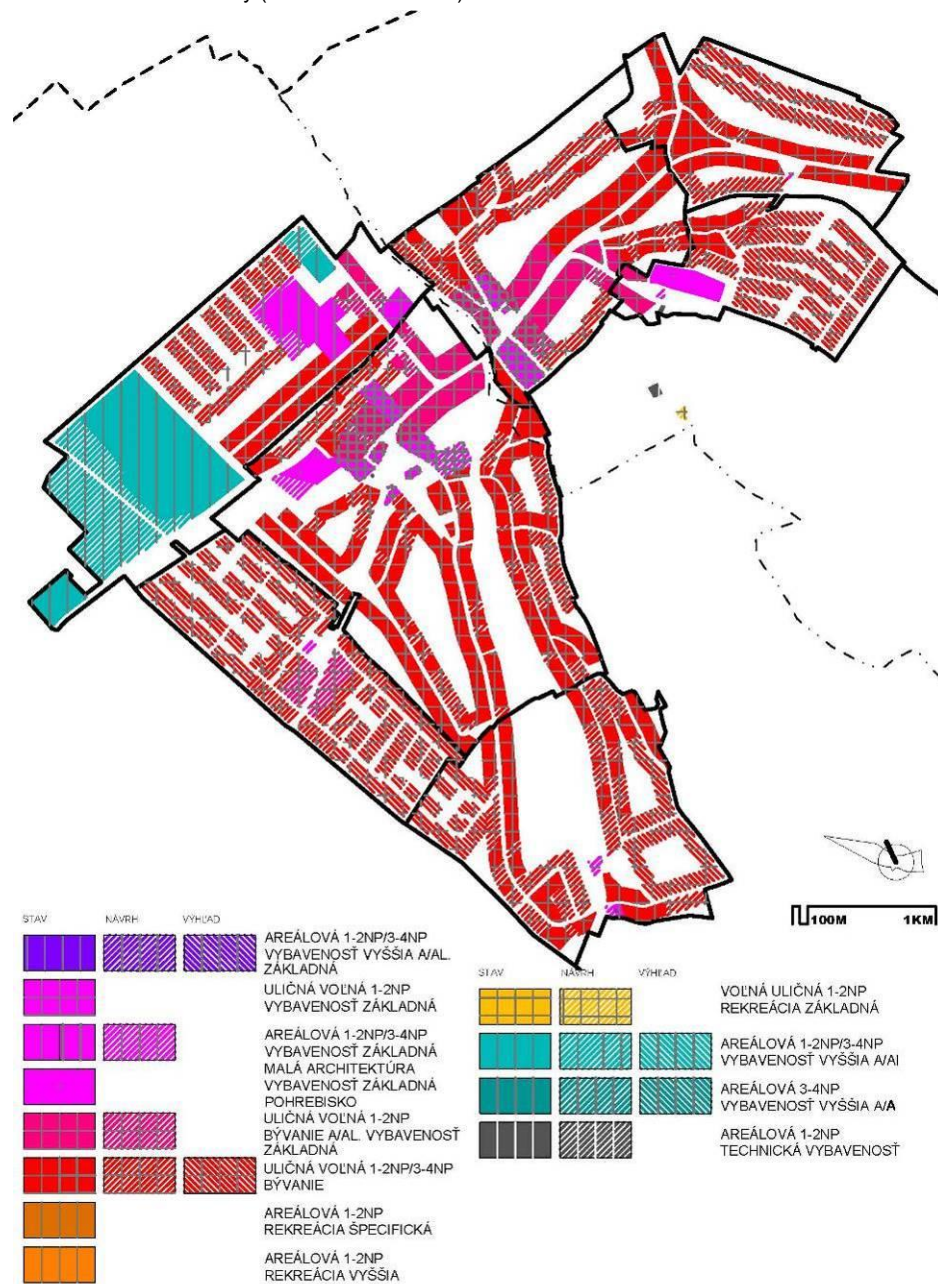 100M 1KM
STAV NÁVRH VÝHĽAD
AREÁLOVÁ 1-2NP/3-4NP
VYBAVENOSŤ VYŠŠIA A/AL.
ZÁKLADNÁ
ULIČNÁ VOĽNÁ 1-2NP
VYBAVENOSŤ ZÁKLADNÁ
AREÁLOVÁ 1-2NP/3-4NP
VYBAVENOSŤ ZÁKLADNÁ
MALÁ ARCHITEKTÚRA
VYBAVENOSŤ ZÁKLADNÁ
POHREBISKO
ULIČNÁ VOĽNÁ 1-2NP
BÝVANIE A/AL. VYBAVENOSŤ
ZÁKLADNÁ
ULIČNÁ VOĽNÁ 1-2NP/3-4NP
BÝVANIE
AREÁLOVÁ 1-2NP
REKREÁCIA ŠPECIFICKÁ
AREÁLOVÁ 1-2NP
REKREÁCIA VYŠŠIA
STAV NÁVRH VÝHĽAD
VOĽNÁ ULIČNÁ 1-2NP
REKREÁCIA ZÁKLADNÁ
AREÁLOVÁ 1-2NP/3-4NP
VYBAVENOSŤ VYŠŠIA A/Al
AREÁLOVÁ 3-4NP
VYBAVENOSŤ VYŠŠIA A/A
AREÁLOVÁ 1-2NP
TECHNICKÁ VYBAVENOSŤ